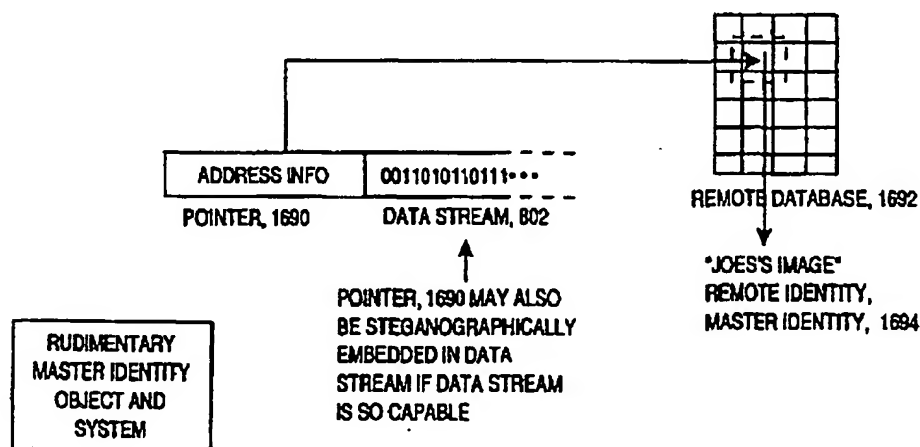 ADDRESS INFO
0011010110111•••
POINTER, 1690
DATA STREAM, 802
REMOTE DATABASE, 1692
POINTER, 1690 MAY ALSO
BE STEGANOGRAPHICALLY
EMBEDDED IN DATA
STREAM IF DATA STREAM
IS SO CAPABLE
"JOES'S IMAGE"
REMOTE IDENTITY,
MASTER IDENTITY, 1694
RUDIMENTARY
MASTER IDENTITY
OBJECT AND
SYSTEM